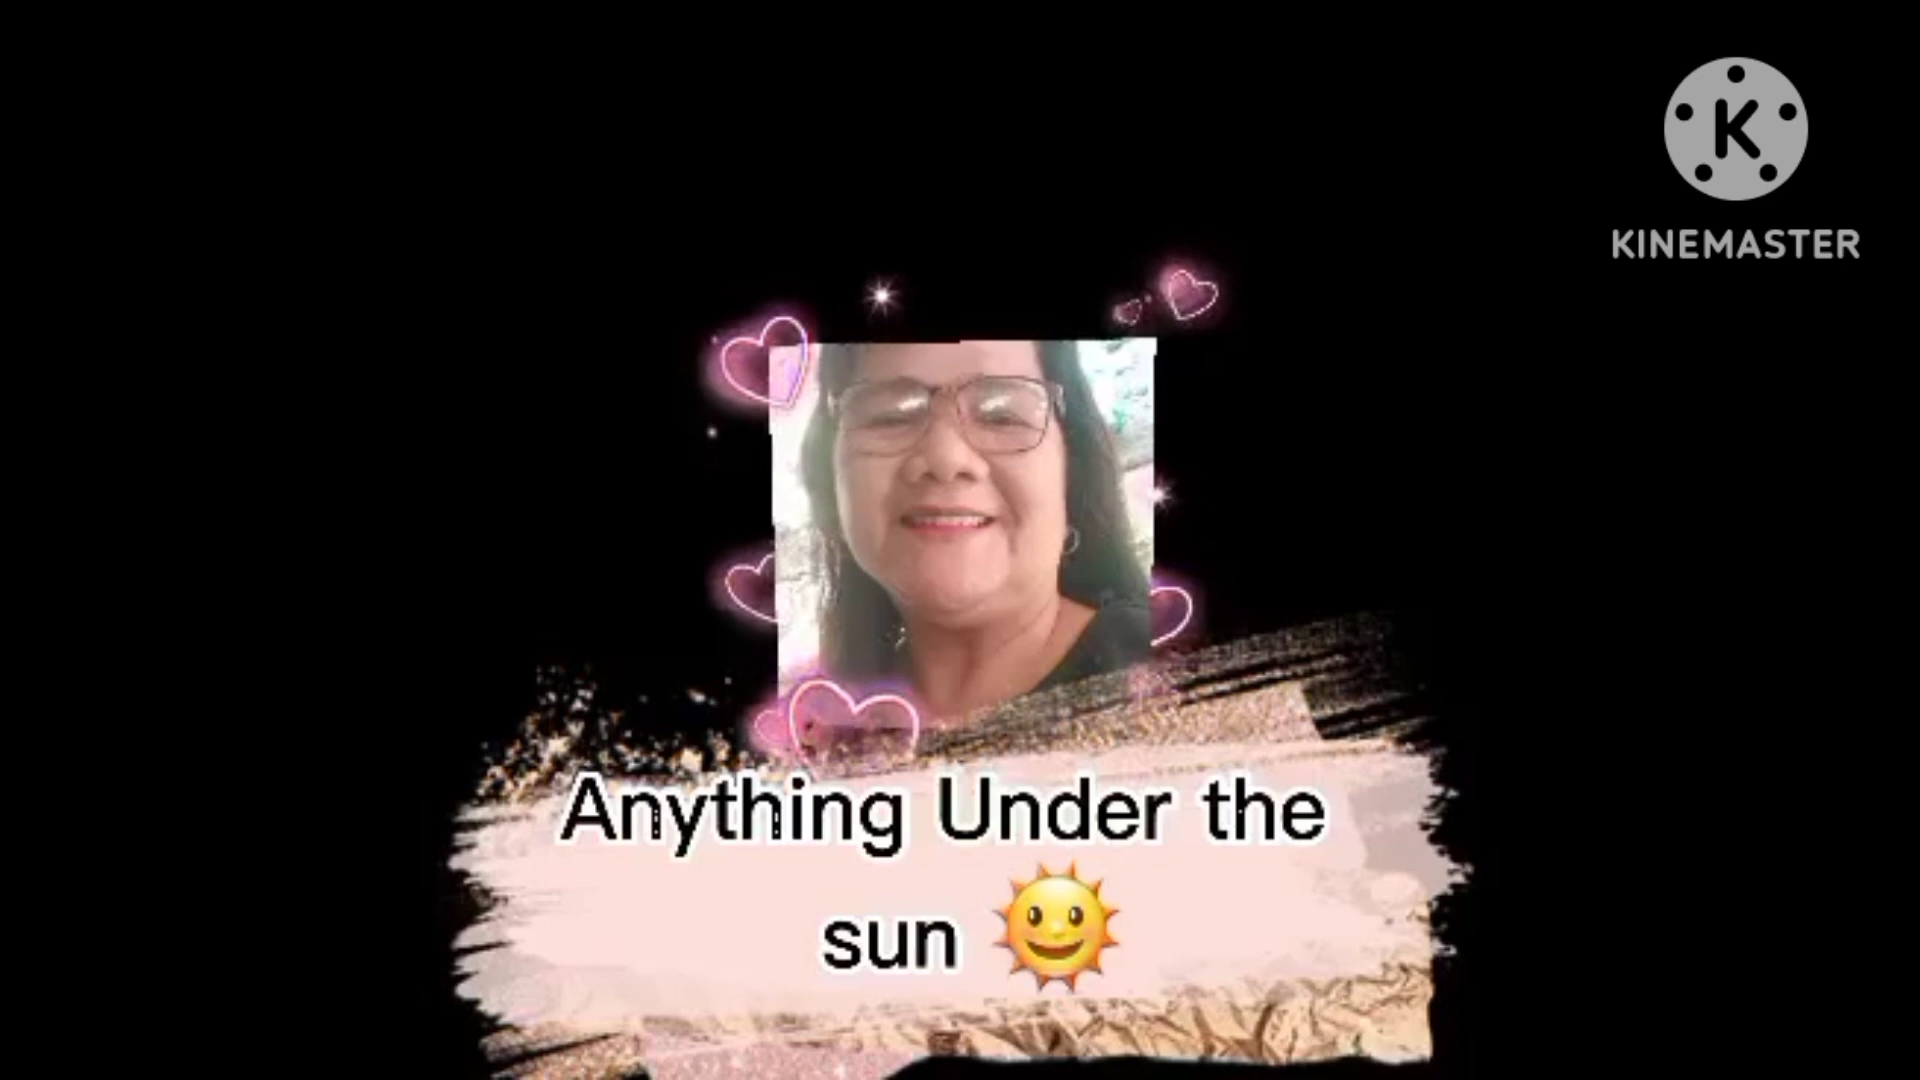 K
KINEMASTER
Anything Under the
sun 🌞